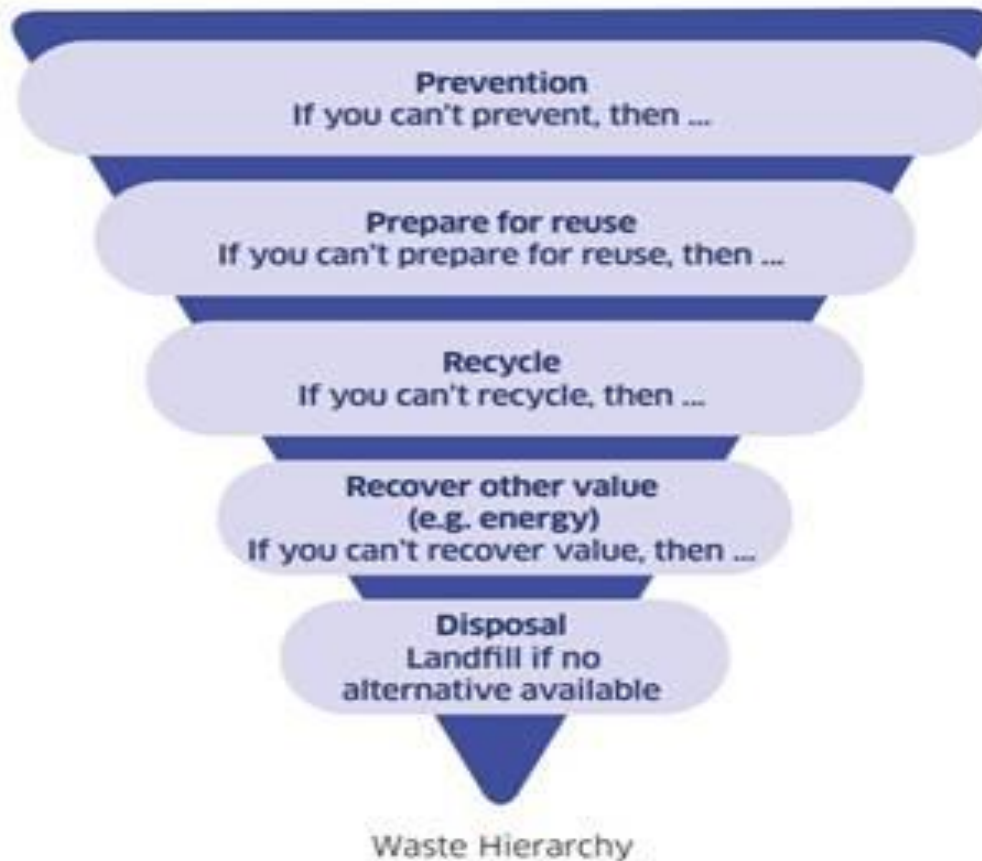 Prevention
If you can't prevent, then ...
Prepare for reuse
If you can't prepare for reuse, then ...
Recycle
If you can't recycle, then ...
Recover other value
(e.g. energy)
If you can't recover value, then ...
Disposal
Landfill if no
alternative available
Waste Hierarchy